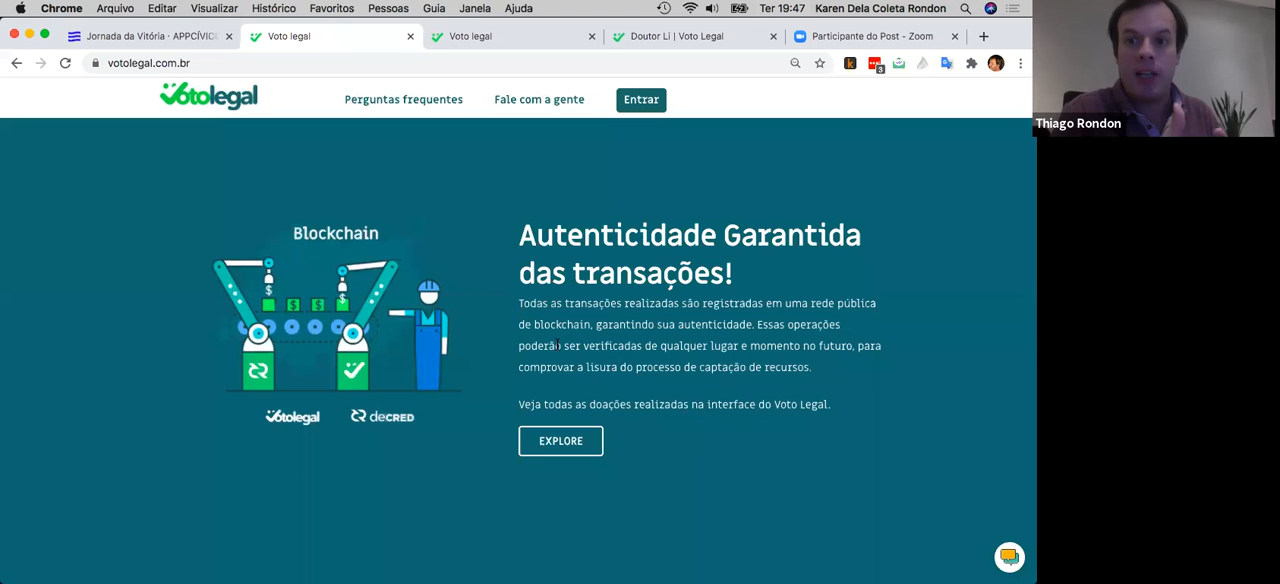 Chrome Arquivo Editar Visualizar Histórico Favoritos Pessoas Guia Janela Ajuda Ter 19:47 Karen Dela Coleta Rondon
Jornada da Vitória · APPCÍVICO Voto legal Voto legal Doutor Li | Voto Legal Participante do Post - Zoom
votolegal.com.br
3
Votolegal Perguntas frequentes Fale com a gente Entrar
Thiago Rondon
Blockchain
Autenticidade Garantida
das transações!
Todas as transações realizadas são registradas em uma rede pública
de blockchain, garantindo sua autenticidade. Essas operações
poderão ser verificadas de qualquer lugar e momento no futuro, para
comprovar a lisura do processo de captação de recursos.
Veja todas as doações realizadas na interface do Voto Legal.
Votolegal decRED
EXPLORE